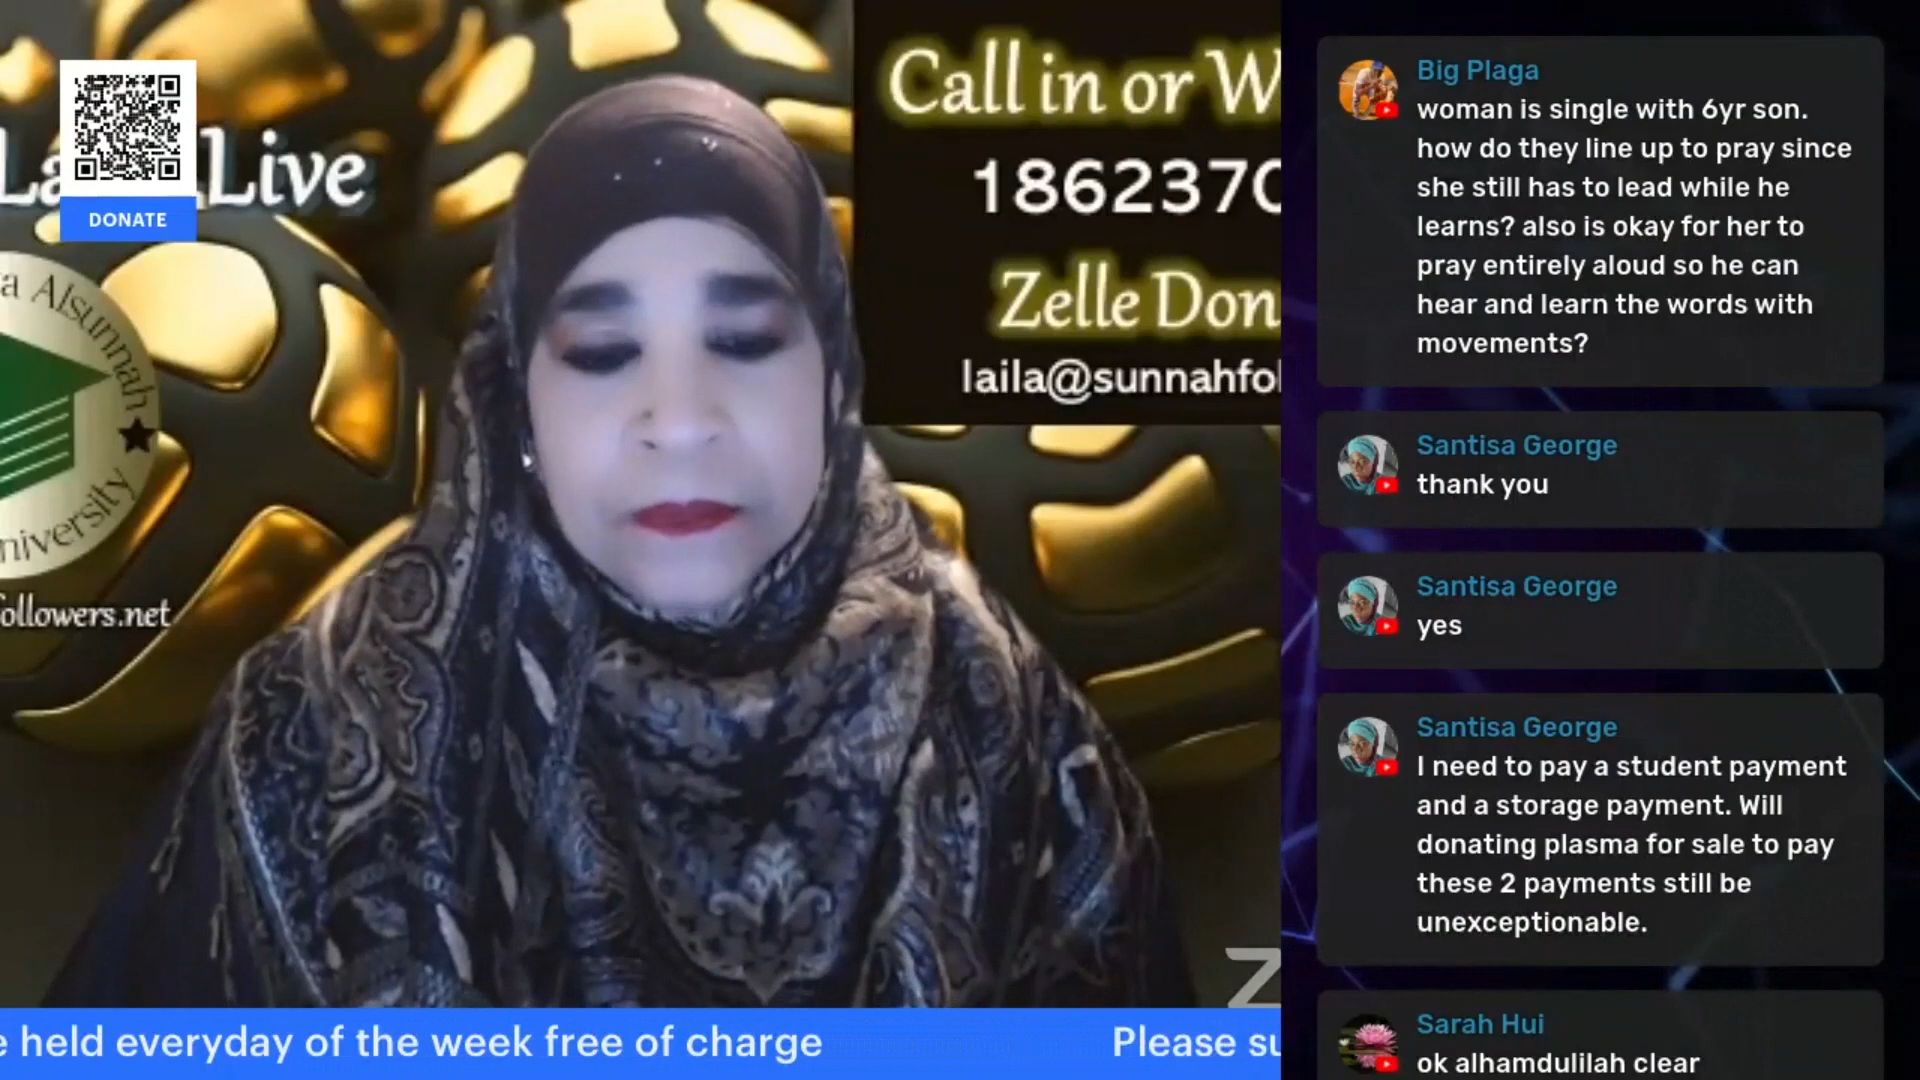 DONATE
Live
a Alsunnah
niversity
ollowers.net
Call in or W
1862370
Zelle Don
laila@sunnahfol
e held everyday of the week free of charge
Please su
Big Plaga
woman is single with 6yr son.
how do they line up to pray since
she still has to lead while he
learns? also is okay for her to
pray entirely aloud so he can
hear and learn the words with
movements?
Santisa George
thank you
Santisa George
yes
Santisa George
I need to pay a student payment
and a storage payment. Will
donating plasma for sale to pay
these 2 payments still be
unexceptionable.
Sarah Hui
ok alhamdulilah clear